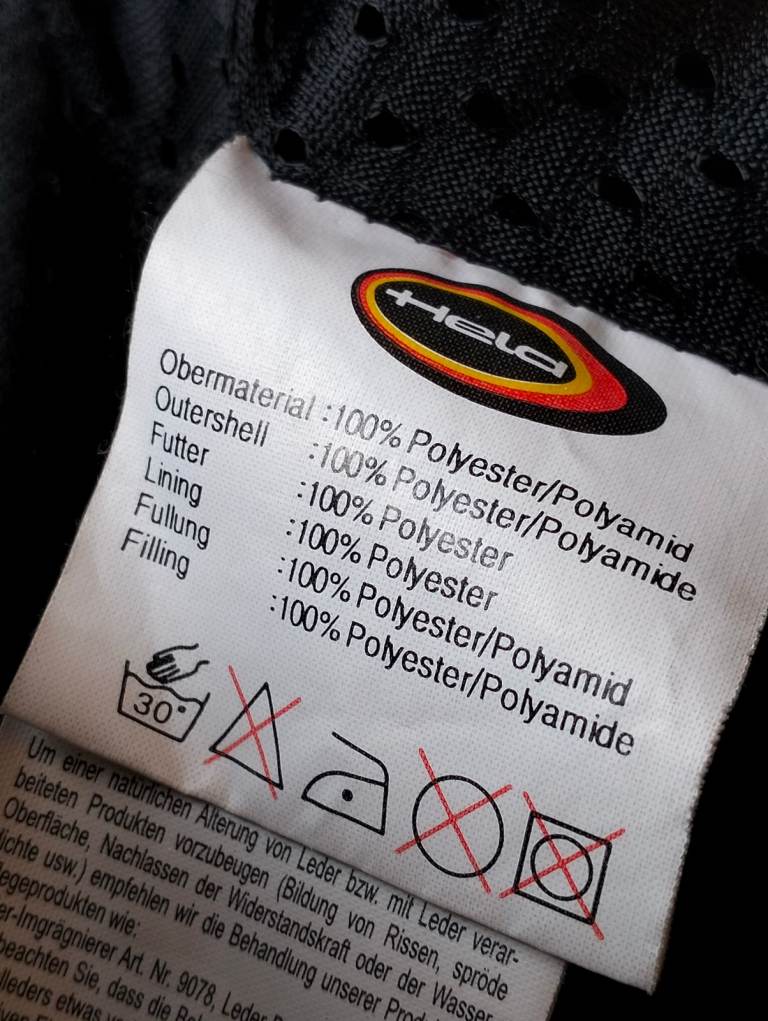 Held
Obermaterial :100% Polyester/Polyamid
Outershell :100% Polyester/Polyamide
Futter :100% Polyester
Lining :100% Polyester
Fullung :100% Polyester/Polyamid
Filling :100% Polyester/Polyamide
30°
Um einer natürlichen Alterung von Leder bzw. mit Leder verar-
beiteten Produkten vorzubeugen (Bildung von Rissen, spröde
Oberfläche, Nachlassen der Widerstandskraft oder der Wasser
usw.) empfehlen wir die Behandlung unserer
wie:
Art. Nr. 9078, Leder
beachten Sie, dass die
etwas